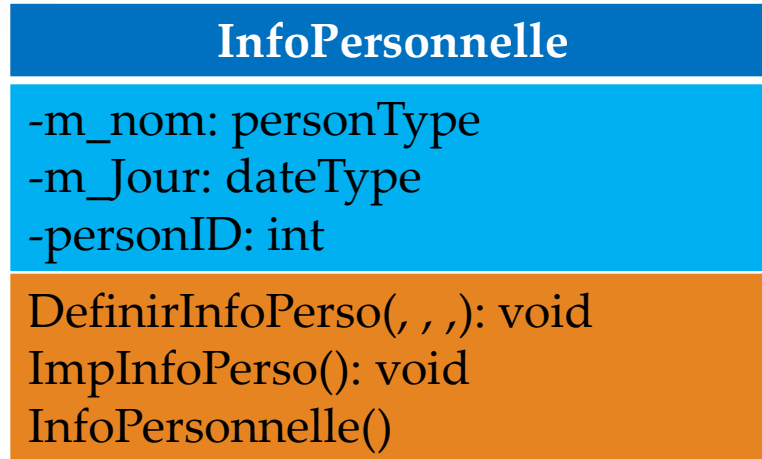 InfoPersonnelle
-m_nom: personType
-m_Jour: dateType
-personID: int
DefinirInfoPerso(, , ,): void
ImpInfoPerso(): void
InfoPersonnelle()